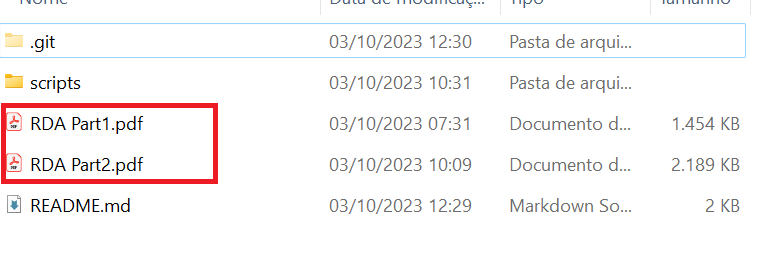 Nome Data de modificaç... Tipo Tamanho
.git 03/10/2023 12:30 Pasta de arqui...
scripts 03/10/2023 10:31 Pasta de arqui...
RDA Part1.pdf 03/10/2023 07:31 Documento d... 1.454 KB
RDA Part2.pdf 03/10/2023 10:09 Documento d... 2.189 KB
README.md 03/10/2023 12:29 Markdown So... 2 KB